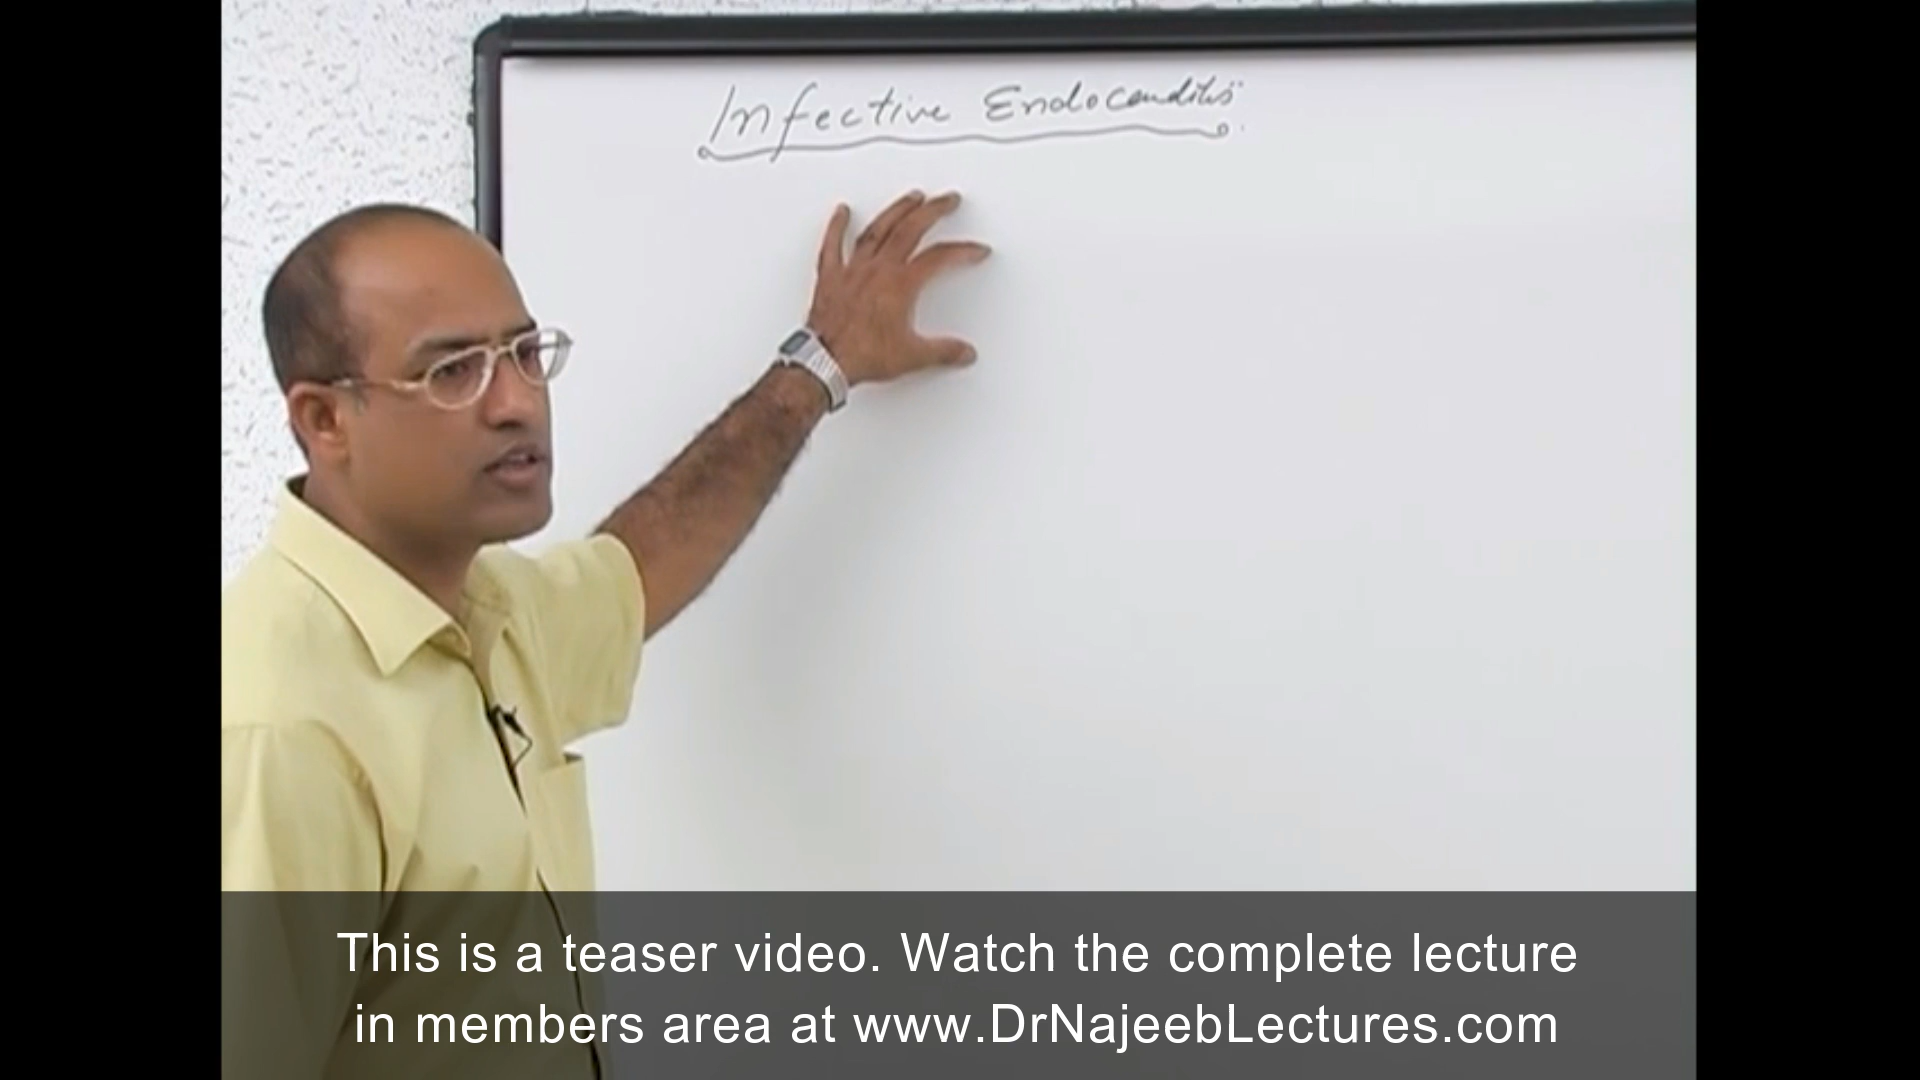 Infective Endocarditis
This is a teaser video. Watch the complete lecture
in members area at www.DrNajeebLectures.com